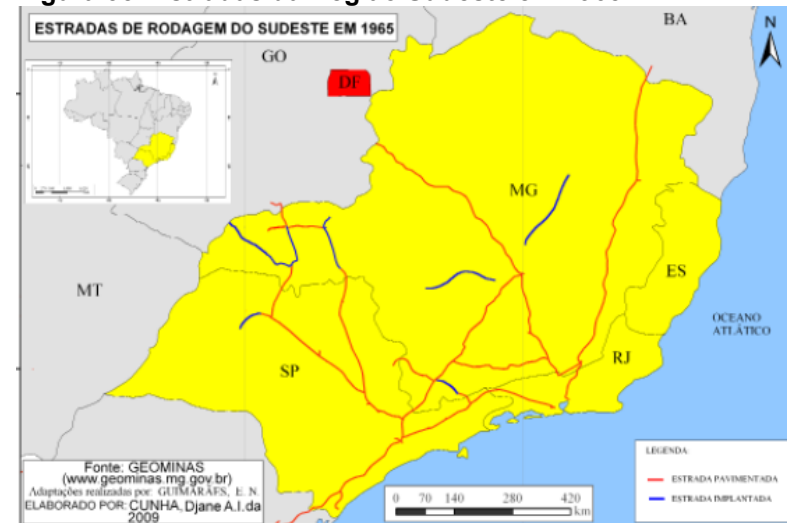 ESTRADAS DE RODAGEM DO SUDESTE EM 1965
BA
N
GO
DF
MG
ES
MT
OCEANO
ATLÁTICO
RJ
SP
LEGENDA
ESTRADA PAVIMENTADA
ESTRADA IMPLANTADA
Fonte: GEOMINAS
(www.geominas.mg.gov.br)
Adaptações realizadas por: GUIMARÃES, E. N.
ELABORADO POR: CUNHA, Djane A.I.da
2009
0 70 140 280 420
km